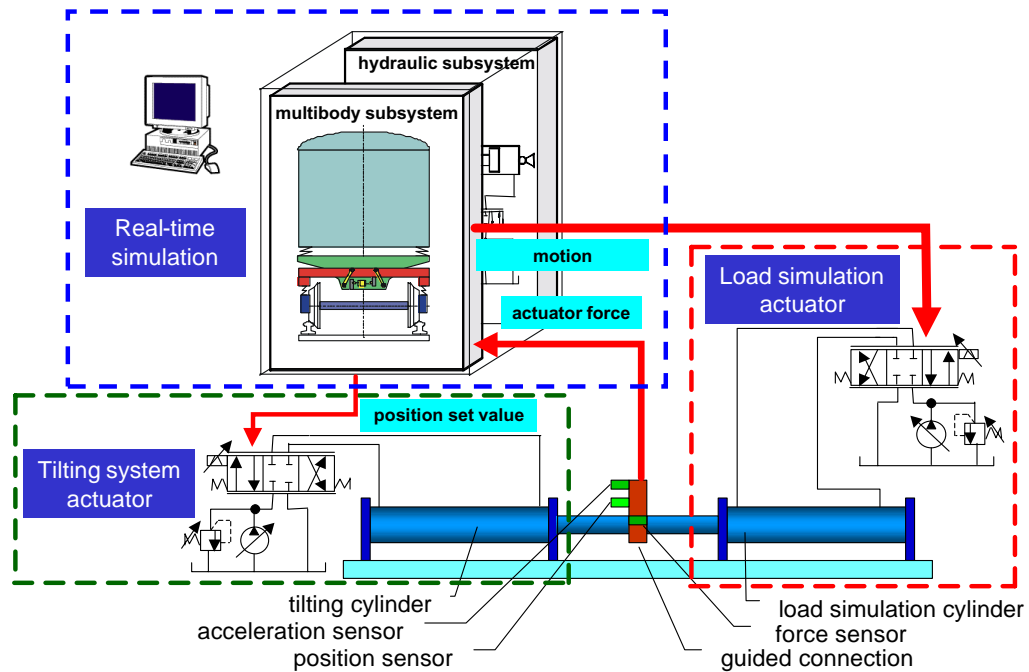 hydraulic subsystem
multibody subsystem
Real-time
simulation
motion
actuator force
Load simulation
actuator
position set value
Tilting system
actuator
tilting cylinder
acceleration sensor
position sensor
load simulation cylinder
force sensor
guided connection